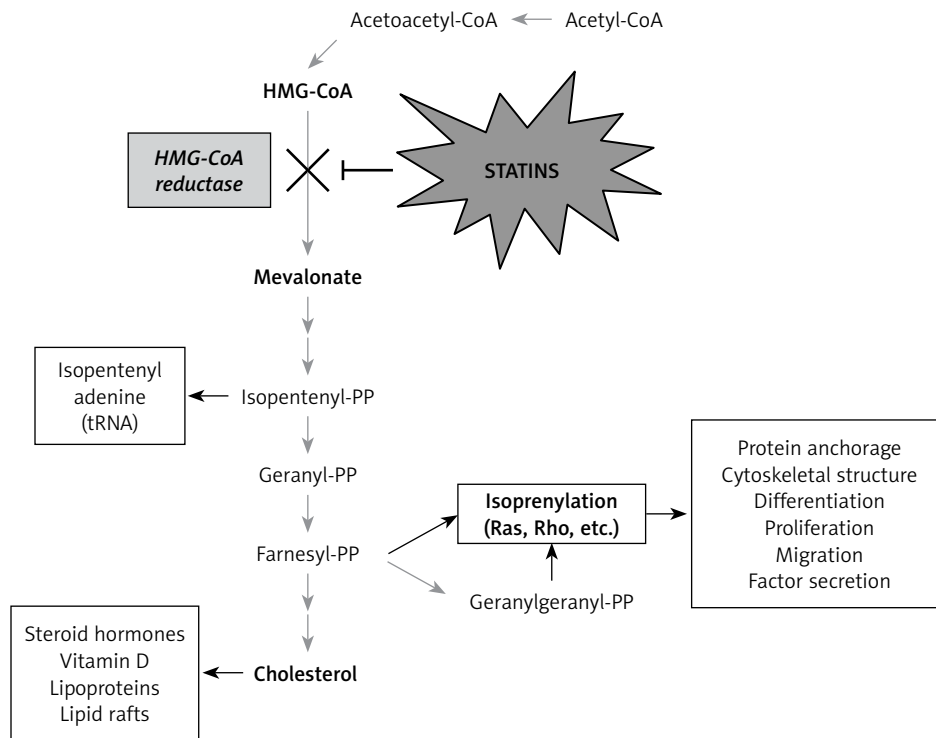 Acetoacetyl-CoA
Acetyl-CoA
HMG-CoA
HMG-CoA
reductase
STATINS
Mevalonate
Isopentenyl
adenine
(tRNA)
Isopentenyl-PP
Geranyl-PP
Farnesyl-PP
Isoprenylation
(Ras, Rho, etc.)
Geranylgeranyl-PP
Protein anchorage
Cytoskeletal structure
Differentiation
Proliferation
Migration
Factor secretion
Steroid hormones
Vitamin D
Lipoproteins
Lipid rafts
Cholesterol